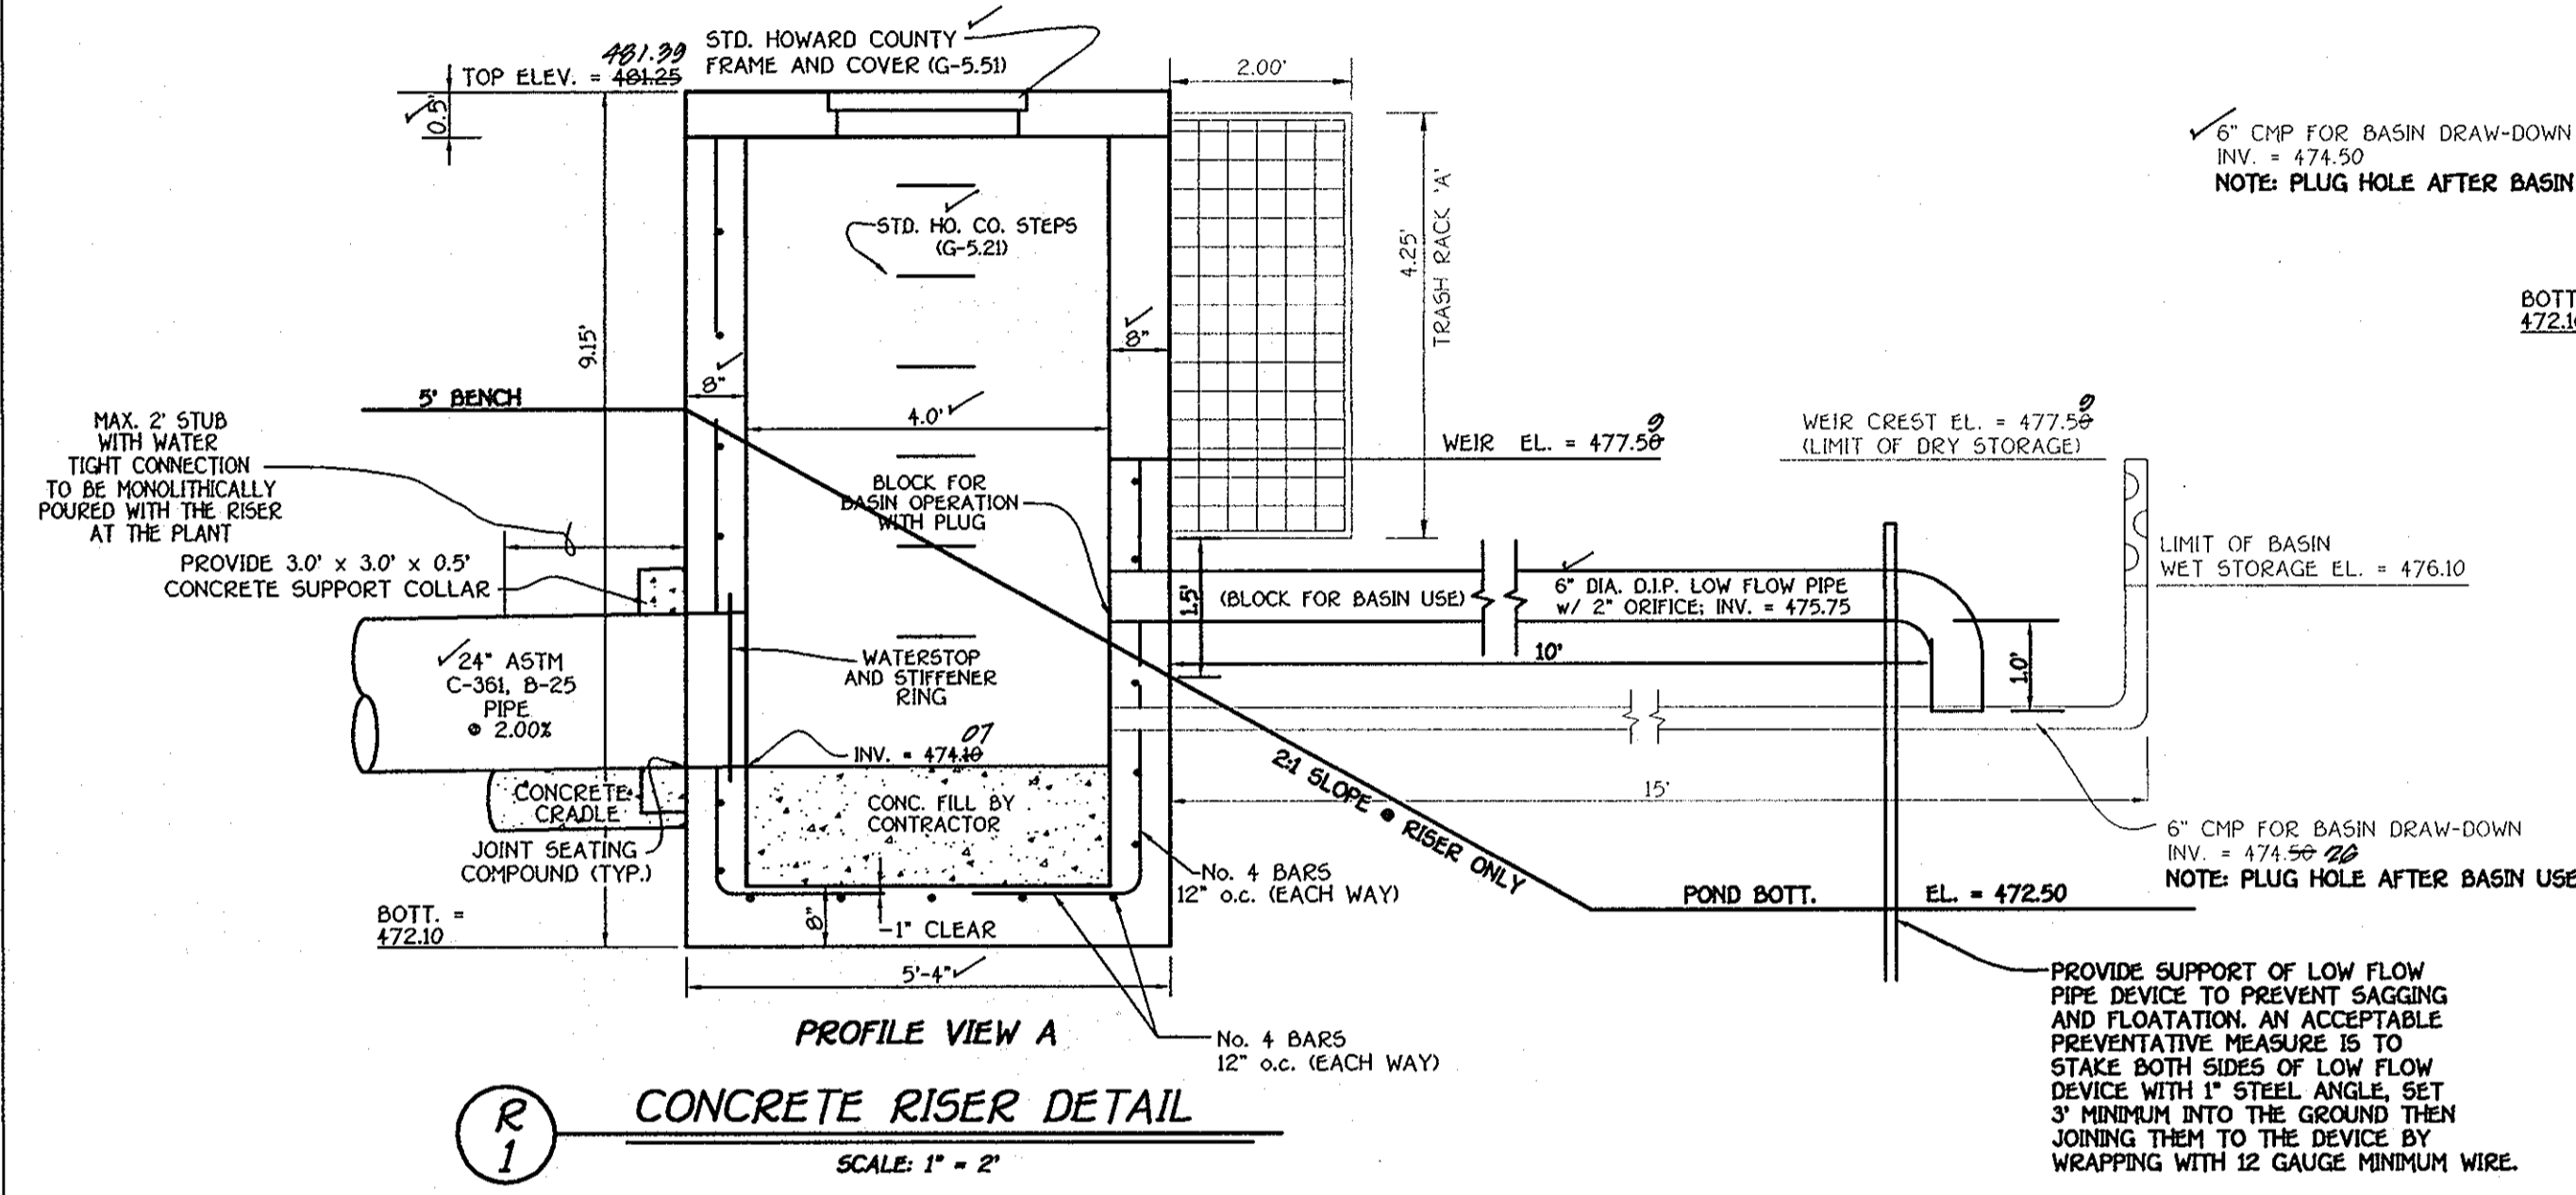 481.39
TOP ELEV. = 481.25
STD. HOWARD COUNTY
FRAME AND COVER (G-5.51)
0.5'
2.00'
6" CMP FOR BASIN DRAW-DOWN
INV. = 474.50
NOTE: PLUG HOLE AFTER BASIN
STD. HO. CO. STEPS
(G-5.21)
4.25'
TRASH RACK 'A'
BOTT
472.1
9.15'
8"
8"
4.0'
5' BENCH
MAX. 2' STUB
WITH WATER
TIGHT CONNECTION
TO BE MONOLITHICALLY
POURED WITH THE RISER
AT THE PLANT
WEIR EL. = 477.50
9
WEIR CREST EL. = 477.50
9
(LIMIT OF DRY STORAGE)
BLOCK FOR
BASIN OPERATION
WITH PLUG
PROVIDE 3.0' x 3.0' x 0.5'
CONCRETE SUPPORT COLLAR
LIMIT OF BASIN
WET STORAGE EL. = 476.10
1.5'
(BLOCK FOR BASIN USE)
6" DIA. D.I.P. LOW FLOW PIPE
w/ 2" ORIFICE; INV. = 475.75
10'
1.0'
24" ASTM
C-361, B-25
PIPE
@ 2.00%
WATERSTOP
AND STIFFENER
RING
07
INV. = 474.10
2:1 SLOPE @ RISER ONLY
15'
CONCRETE
CRADLE
CONC. FILL BY
CONTRACTOR
JOINT SEATING
COMPOUND (TYP.)
6" CMP FOR BASIN DRAW-DOWN
INV. = 474.50 26
NOTE: PLUG HOLE AFTER BASIN USE
No. 4 BARS
12" o.c. (EACH WAY)
POND BOTT. EL. = 472.50
BOTT. =
472.10
8"
1" CLEAR
5'-4"
PROFILE VIEW A
No. 4 BARS
12" o.c. (EACH WAY)
PROVIDE SUPPORT OF LOW FLOW
PIPE DEVICE TO PREVENT SAGGING
AND FLOATATION. AN ACCEPTABLE
PREVENTATIVE MEASURE IS TO
STAKE BOTH SIDES OF LOW FLOW
DEVICE WITH 1" STEEL ANGLE, SET
3' MINIMUM INTO THE GROUND THEN
JOINING THEM TO THE DEVICE BY
WRAPPING WITH 12 GAUGE MINIMUM WIRE.
R
1
CONCRETE RISER DETAIL
SCALE: 1" = 2'